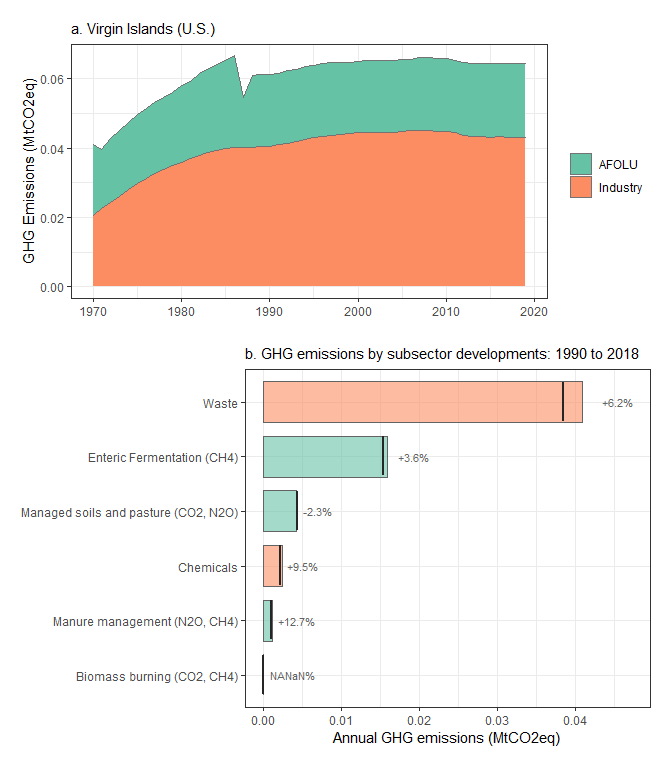 a. Virgin Islands (U.S.)
GHG Emissions (MtCO2eq)
0.06
0.04
0.02
0.00
1970 1980 1990 2000 2010 2020
AFOLU
Industry
b. GHG emissions by subsector developments: 1990 to 2018
Waste +6.2%
Enteric Fermentation (CH4) +3.6%
Managed soils and pasture (CO2, N2O) -2.3%
Chemicals +9.5%
Manure management (N2O, CH4) +12.7%
Biomass burning (CO2, CH4) NANaN%
0.00 0.01 0.02 0.03 0.04
Annual GHG emissions (MtCO2eq)